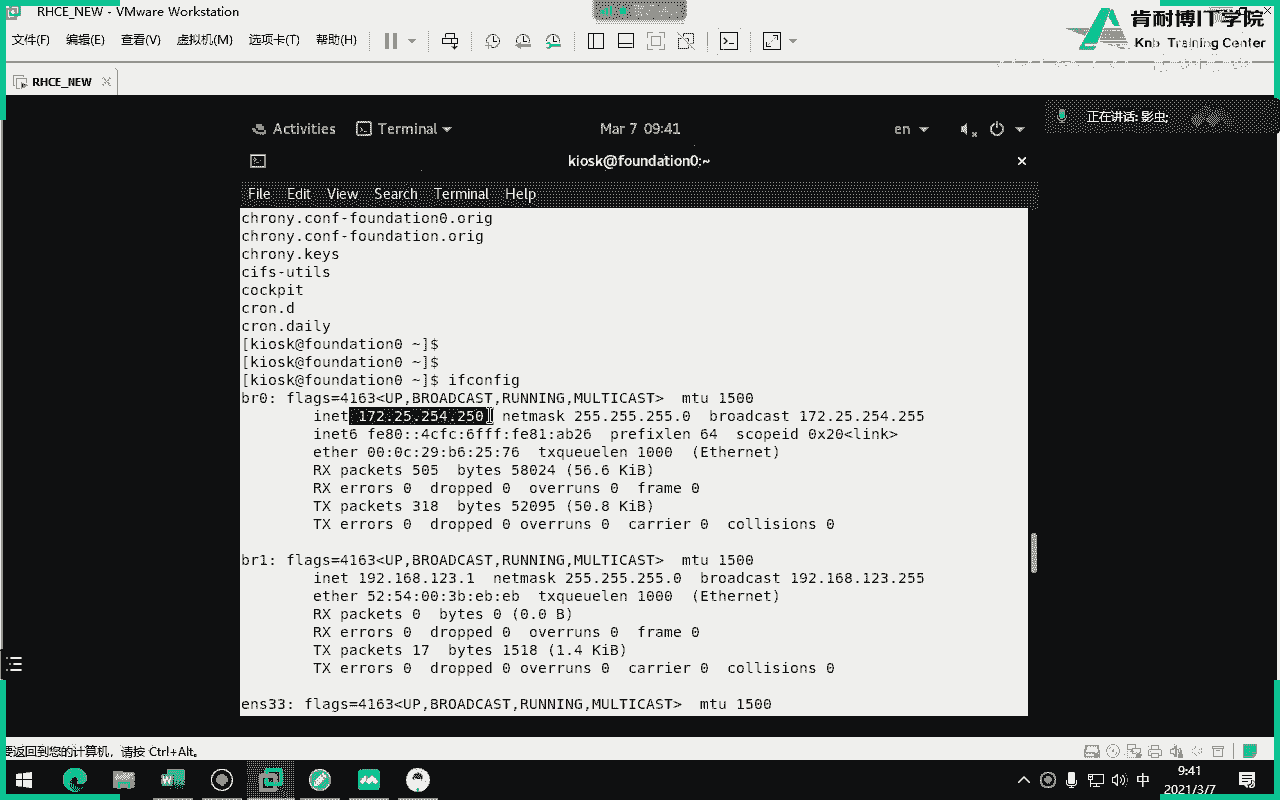 RHCE_NEW - VMware Workstation
肯耐博IT学院
Knb Training Center
文件(F) 编辑(E) 查看(V) 虚拟机(M) 选项卡(T) 帮助(H)
RHCE_NEW
正在讲话: 影虫;
Activities Terminal Mar 7 09:41 en
kiosk@foundation0:~
File Edit View Search Terminal Help
chrony.conf-foundation0.orig
chrony.conf-foundation.orig
chrony.keys
cifs-utils
cockpit
cron.d
cron.daily
[kiosk@foundation0 ~]$
[kiosk@foundation0 ~]$
[kiosk@foundation0 ~]$ ifconfig
br0: flags=4163<UP,BROADCAST,RUNNING,MULTICAST> mtu 1500
inet 172.25.254.250 netmask 255.255.255.0 broadcast 172.25.254.255
inet6 fe80::4cfc:6fff:fe81:ab26 prefixlen 64 scopeid 0x20<link>
ether 00:0c:29:b6:25:76 txqueuelen 1000 (Ethernet)
RX packets 505 bytes 58024 (56.6 KiB)
RX errors 0 dropped 0 overruns 0 frame 0
TX packets 318 bytes 52095 (50.8 KiB)
TX errors 0 dropped 0 overruns 0 carrier 0 collisions 0
br1: flags=4163<UP,BROADCAST,RUNNING,MULTICAST> mtu 1500
inet 192.168.123.1 netmask 255.255.255.0 broadcast 192.168.123.255
ether 52:54:00:3b:eb:eb txqueuelen 1000 (Ethernet)
RX packets 0 bytes 0 (0.0 B)
RX errors 0 dropped 0 overruns 0 frame 0
TX packets 17 bytes 1518 (1.4 KiB)
TX errors 0 dropped 0 overruns 0 carrier 0 collisions 0
ens33: flags=4163<UP,BROADCAST,RUNNING,MULTICAST> mtu 1500
要返回到您的计算机，请按 Ctrl+Alt。
中
9:41
2021/3/7